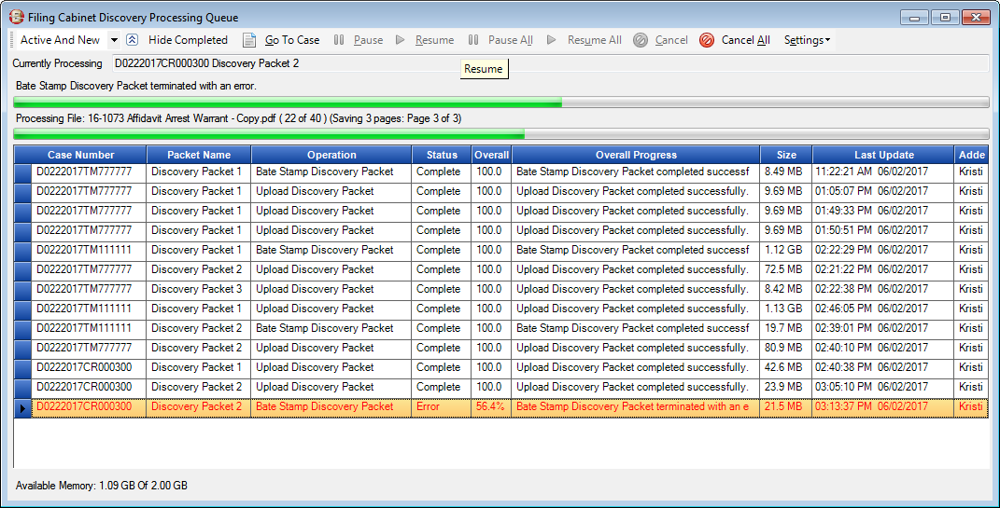 Filing Cabinet Discovery Processing Queue
Active And New Hide Completed Go To Case Pause Resume Pause All Resume All Cancel Cancel All Settings
Currently Processing D0222017CR000300 Discovery Packet 2
Resume
Bate Stamp Discovery Packet terminated with an error.
Processing File: 16-1073 Affidavit Arrest Warrant - Copy.pdf ( 22 of 40 ) (Saving 3 pages: Page 3 of 3)
Case Number Packet Name Operation Status Overall Overall Progress Size Last Update Adde
D0222017TM777777 Discovery Packet 1 Bate Stamp Discovery Packet Complete 100.0 Bate Stamp Discovery Packet completed successf 8.49 MB 11:22:21 AM 06/02/2017 Kristi
D0222017TM777777 Discovery Packet 1 Upload Discovery Packet Complete 100.0 Upload Discovery Packet completed successfully. 9.69 MB 01:05:07 PM 06/02/2017 Kristi
D0222017TM777777 Discovery Packet 1 Upload Discovery Packet Complete 100.0 Upload Discovery Packet completed successfully. 9.69 MB 01:49:33 PM 06/02/2017 Kristi
D0222017TM777777 Discovery Packet 1 Upload Discovery Packet Complete 100.0 Upload Discovery Packet completed successfully. 9.69 MB 01:50:51 PM 06/02/2017 Kristi
D0222017TM111111 Discovery Packet 1 Bate Stamp Discovery Packet Complete 100.0 Bate Stamp Discovery Packet completed successf 1.12 GB 02:22:29 PM 06/02/2017 Kristi
D0222017TM777777 Discovery Packet 2 Upload Discovery Packet Complete 100.0 Upload Discovery Packet completed successfully. 72.5 MB 02:21:22 PM 06/02/2017 Kristi
D0222017TM777777 Discovery Packet 3 Upload Discovery Packet Complete 100.0 Upload Discovery Packet completed successfully. 8.42 MB 02:22:38 PM 06/02/2017 Kristi
D0222017TM111111 Discovery Packet 1 Upload Discovery Packet Complete 100.0 Upload Discovery Packet completed successfully. 1.13 GB 02:46:05 PM 06/02/2017 Kristi
D0222017TM111111 Discovery Packet 2 Bate Stamp Discovery Packet Complete 100.0 Bate Stamp Discovery Packet completed successf 19.7 MB 02:39:01 PM 06/02/2017 Kristi
D0222017TM777777 Discovery Packet 2 Upload Discovery Packet Complete 100.0 Upload Discovery Packet completed successfully. 80.9 MB 02:40:10 PM 06/02/2017 Kristi
D0222017CR000300 Discovery Packet 1 Upload Discovery Packet Complete 100.0 Upload Discovery Packet completed successfully. 42.6 MB 02:40:38 PM 06/02/2017 Kristi
D0222017CR000300 Discovery Packet 2 Upload Discovery Packet Complete 100.0 Upload Discovery Packet completed successfully. 23.9 MB 03:05:10 PM 06/02/2017 Kristi
D0222017CR000300 Discovery Packet 2 Bate Stamp Discovery Packet Error 56.4% Bate Stamp Discovery Packet terminated with an e 21.5 MB 03:13:37 PM 06/02/2017 Kristi
Available Memory: 1.09 GB Of 2.00 GB